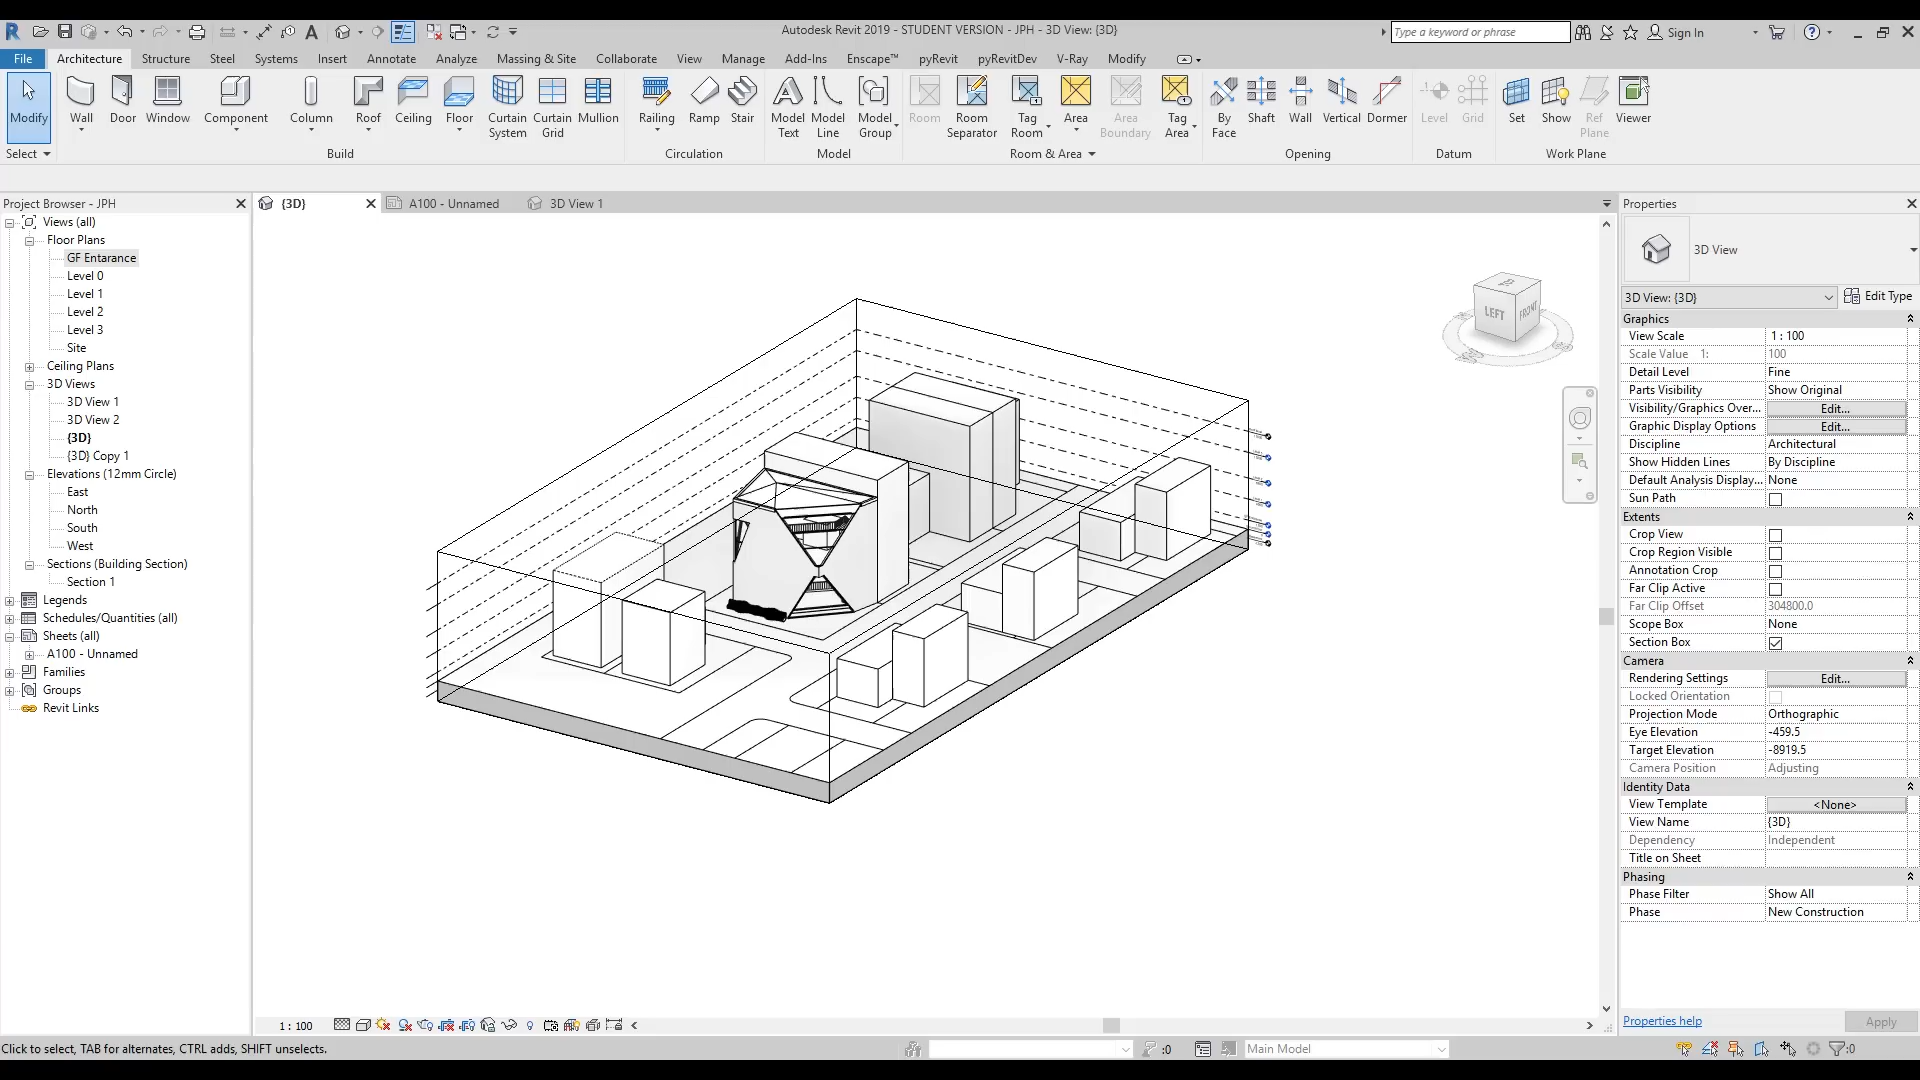 Autodesk Revit 2019 - STUDENT VERSION - JPH - 3D View: {3D}
Type a keyword or phrase
Sign In
File Architecture Structure Steel Systems Insert Annotate Analyze Massing & Site Collaborate View Manage Add-Ins Enscape™ pyRevit pyRevitDev V-Ray Modify
Modify Wall Door Window Component Column Roof Ceiling Floor Curtain System Curtain Grid Mullion Railing Ramp Stair Model Text Model Line Model Group Room Room Separator Tag Room Area Area Boundary Tag Area By Face Shaft Wall Vertical Dormer Level Grid Set Show Ref Plane Viewer
Select Build Circulation Model Room & Area Opening Datum Work Plane
Project Browser - JPH
Views (all)
Floor Plans
GF Entarance
Level 0
Level 1
Level 2
Level 3
Site
Ceiling Plans
3D Views
3D View 1
3D View 2
{3D}
{3D} Copy 1
Elevations (12mm Circle)
East
North
South
West
Sections (Building Section)
Section 1
Legends
Schedules/Quantities (all)
Sheets (all)
A100 - Unnamed
Families
Groups
Revit Links
{3D} A100 - Unnamed 3D View 1
LEFT FRONT
Properties
3D View
3D View: {3D} Edit Type
Graphics
View Scale 1 : 100
Scale Value 1: 100
Detail Level Fine
Parts Visibility Show Original
Visibility/Graphics Over... Edit...
Graphic Display Options Edit...
Discipline Architectural
Show Hidden Lines By Discipline
Default Analysis Display... None
Sun Path
Extents
Crop View
Crop Region Visible
Annotation Crop
Far Clip Active
Far Clip Offset 304800.0
Scope Box None
Section Box
Camera
Rendering Settings Edit...
Locked Orientation
Projection Mode Orthographic
Eye Elevation -459.5
Target Elevation -8919.5
Camera Position Adjusting
Identity Data
View Template <None>
View Name {3D}
Dependency Independent
Title on Sheet
Phasing
Phase Filter Show All
Phase New Construction
Properties help Apply
1 : 100
Click to select, TAB for alternates, CTRL adds, SHIFT unselects.
:0
Main Model
:0